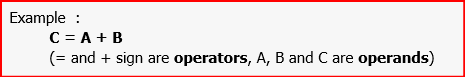 Example :
C = A + B
(= and + sign are operators, A, B and C are operands)